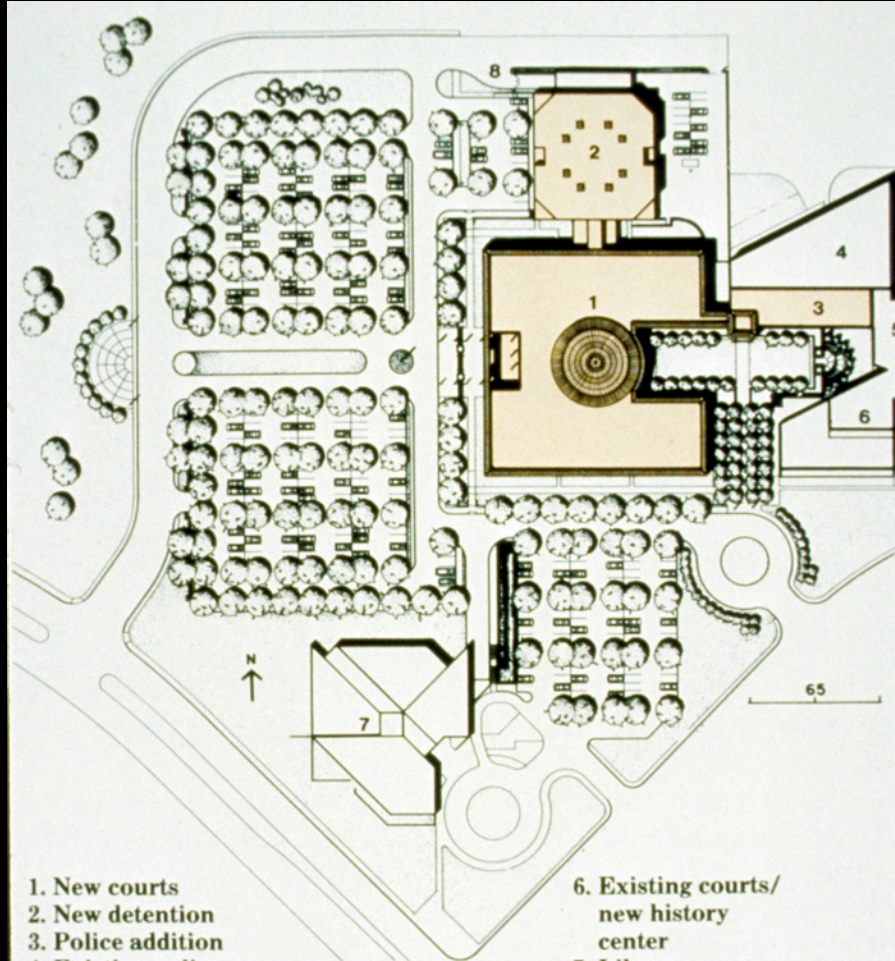 8
2
4
1
3
6
N
65
7
1. New courts
2. New detention
3. Police addition
6. Existing courts/
new history
center